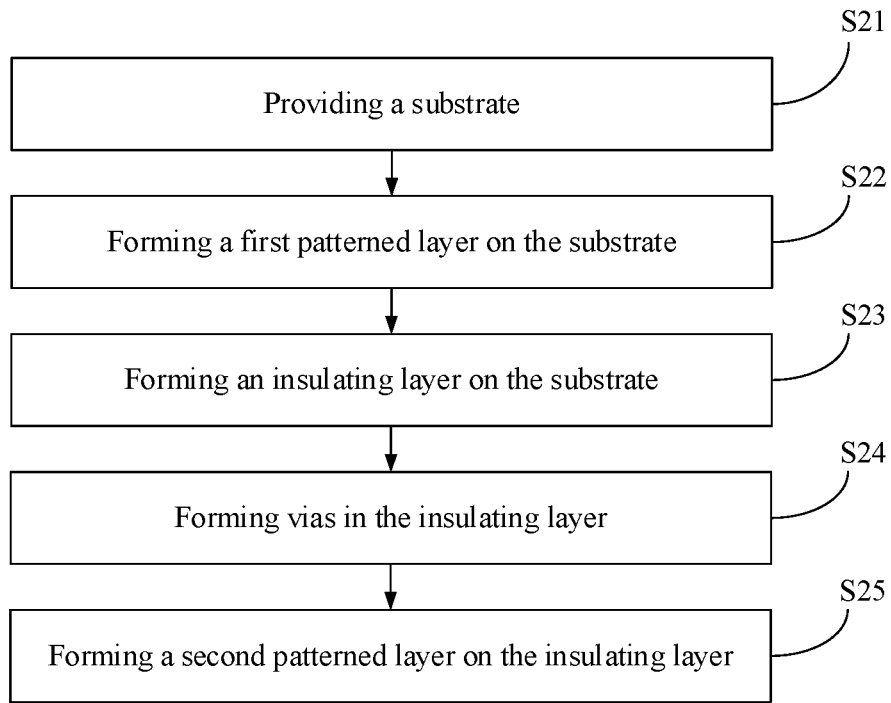 S21
Providing a substrate
S22
Forming a first patterned layer on the substrate
S23
Forming an insulating layer on the substrate
S24
Forming vias in the insulating layer
S25
Forming a second patterned layer on the insulating layer